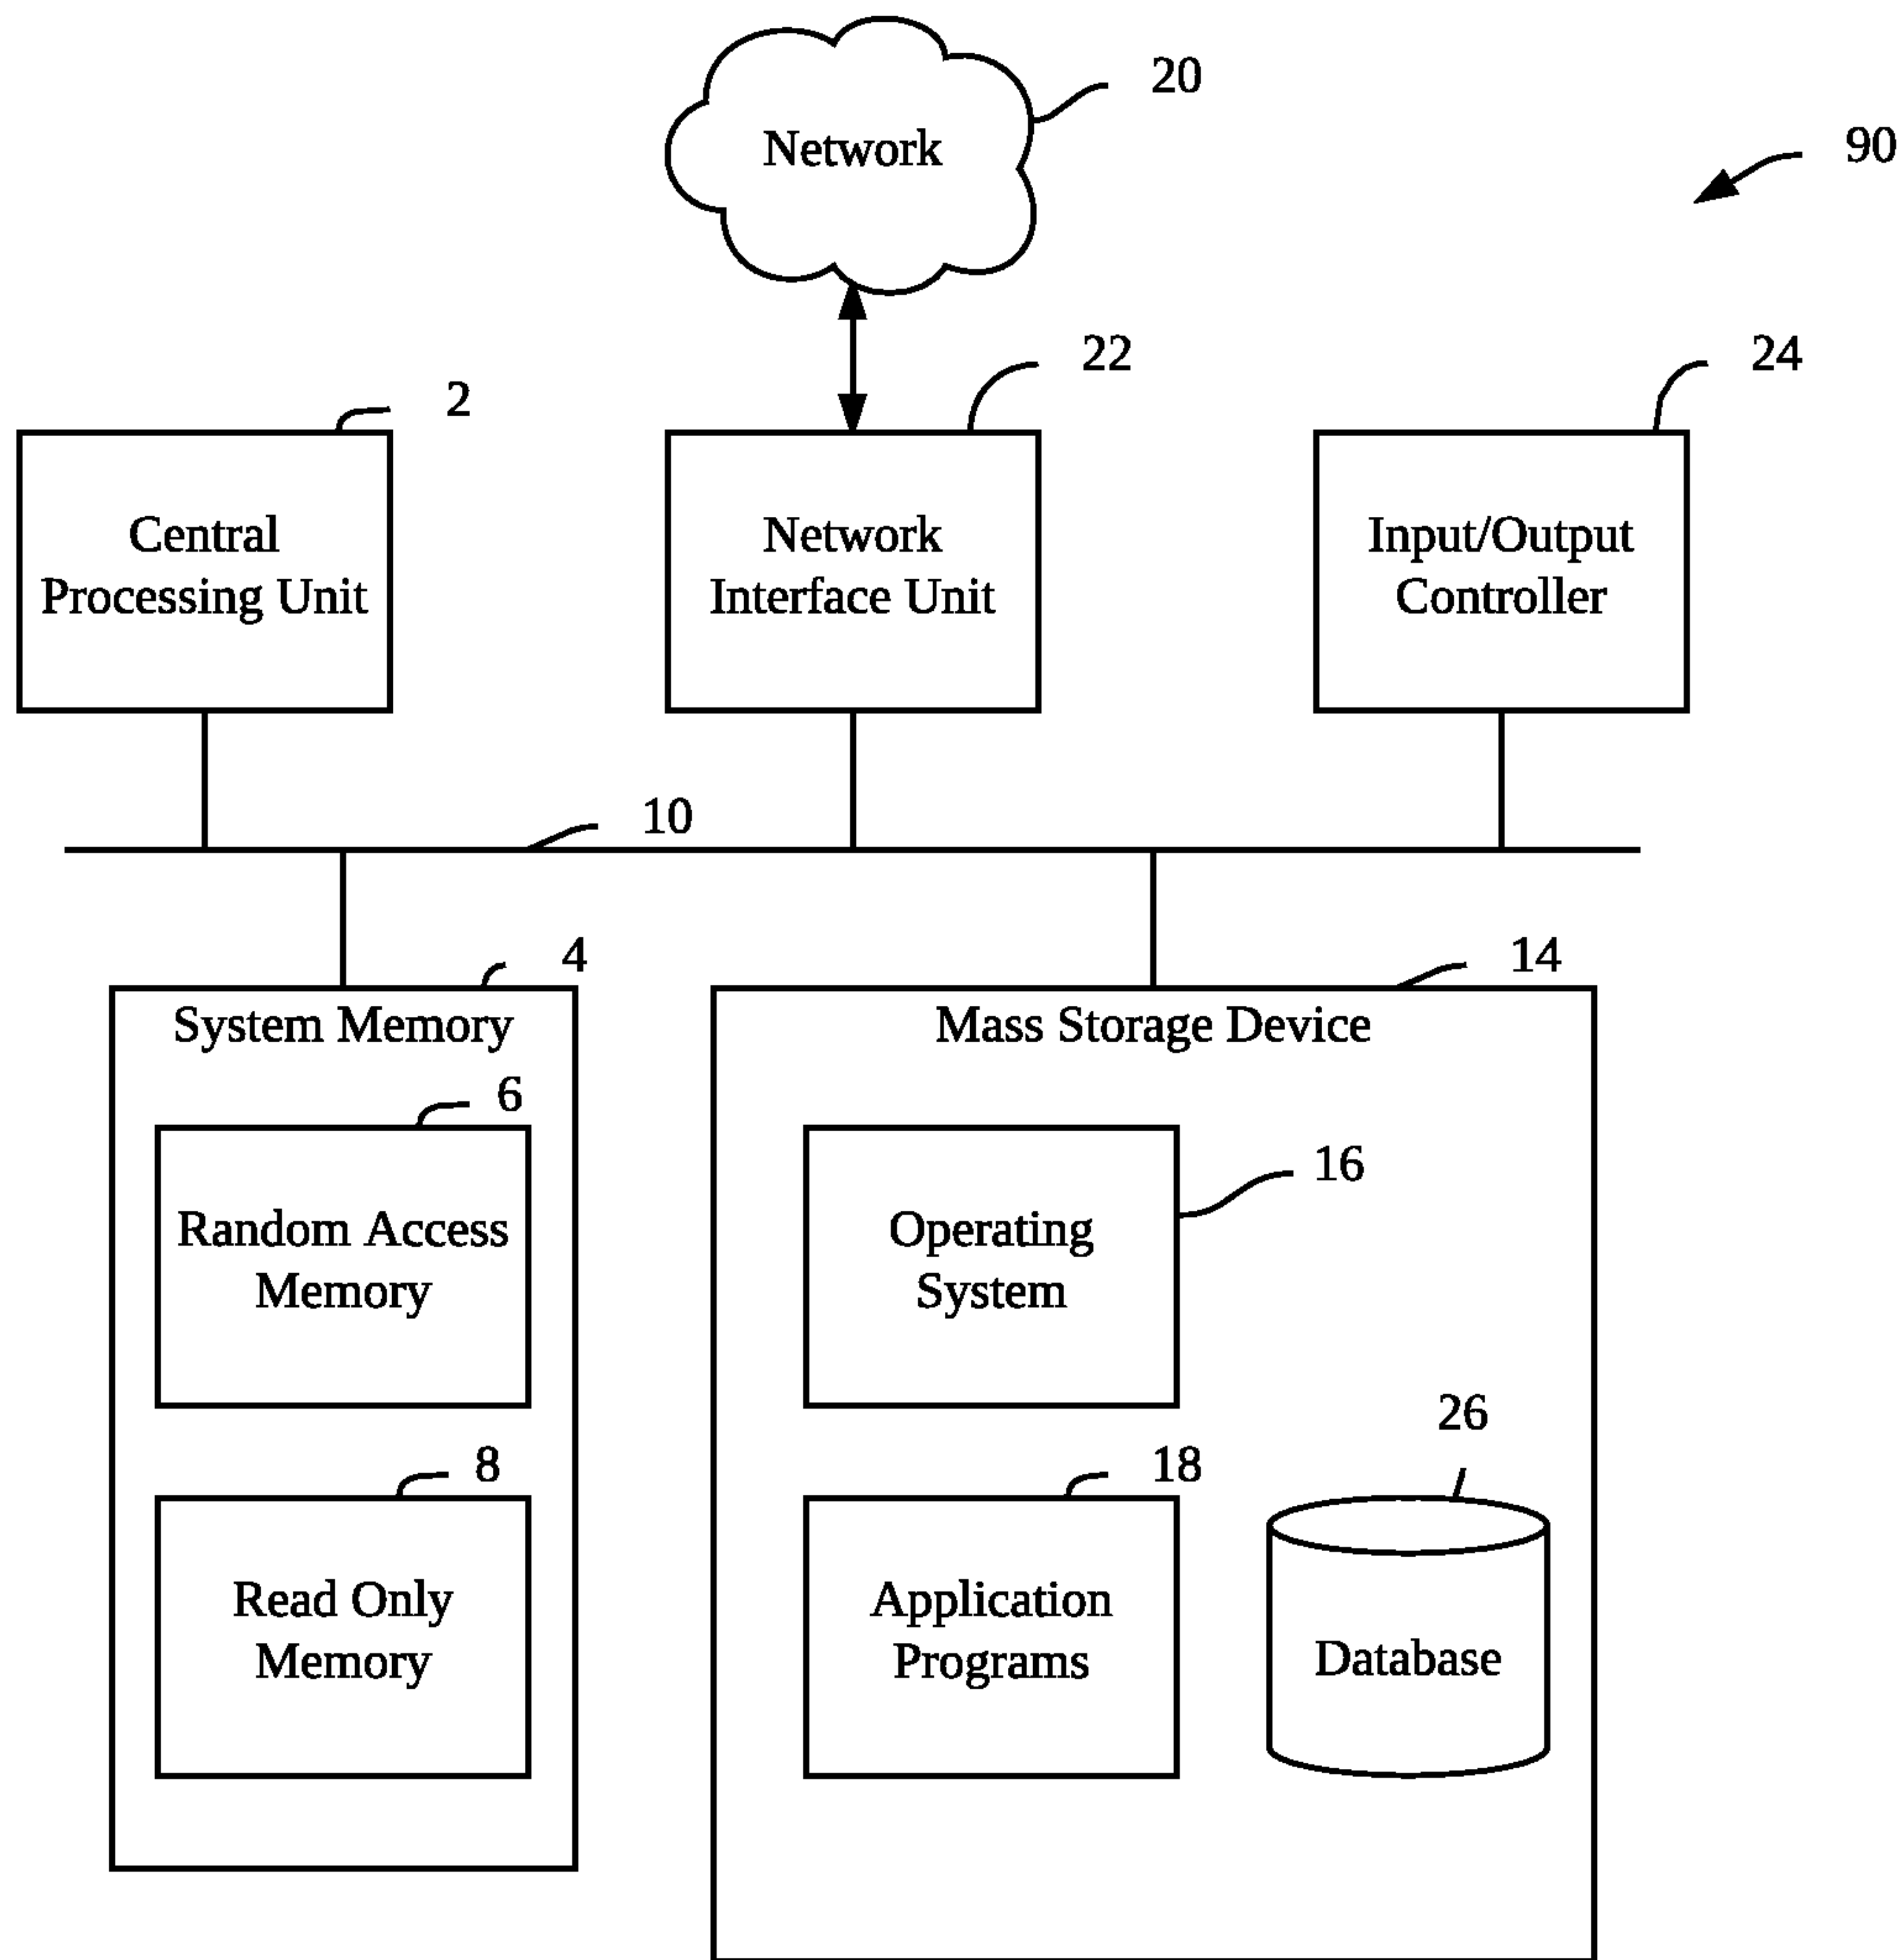 20
Network
90
22
24
2
Central
Processing Unit
Network
Interface Unit
Input/Output
Controller
10
4
14
System Memory
Mass Storage Device
6
16
Random Access
Memory
Operating
System
26
8
18
Read Only
Memory
Application
Programs
Database